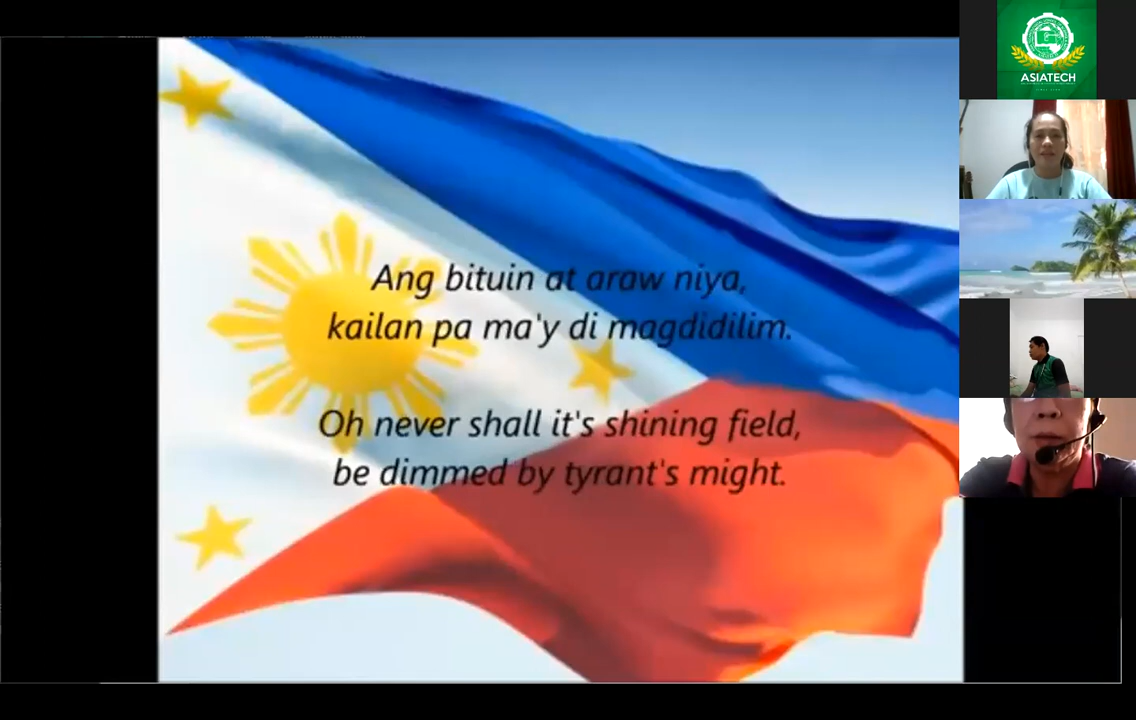 Ang bituin at araw niya,
kailan pa ma'y di magdidilim.
Oh never shall it's shining field,
be dimmed by tyrant's might.
ASIATECH